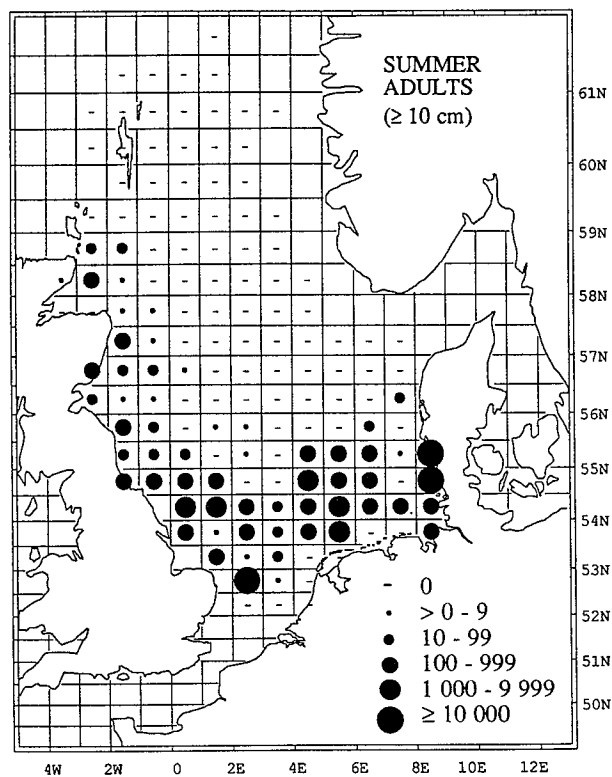 SUMMER
ADULTS
(≥ 10 cm)
61N
60N
59N
58N
57N
56N
55N
54N
53N
52N
51N
50N
- 0
> 0 - 9
10 - 99
100 - 999
1 000 - 9 999
≥ 10 000
4W 2W 0 2E 4E 6E 8E 10E 12E